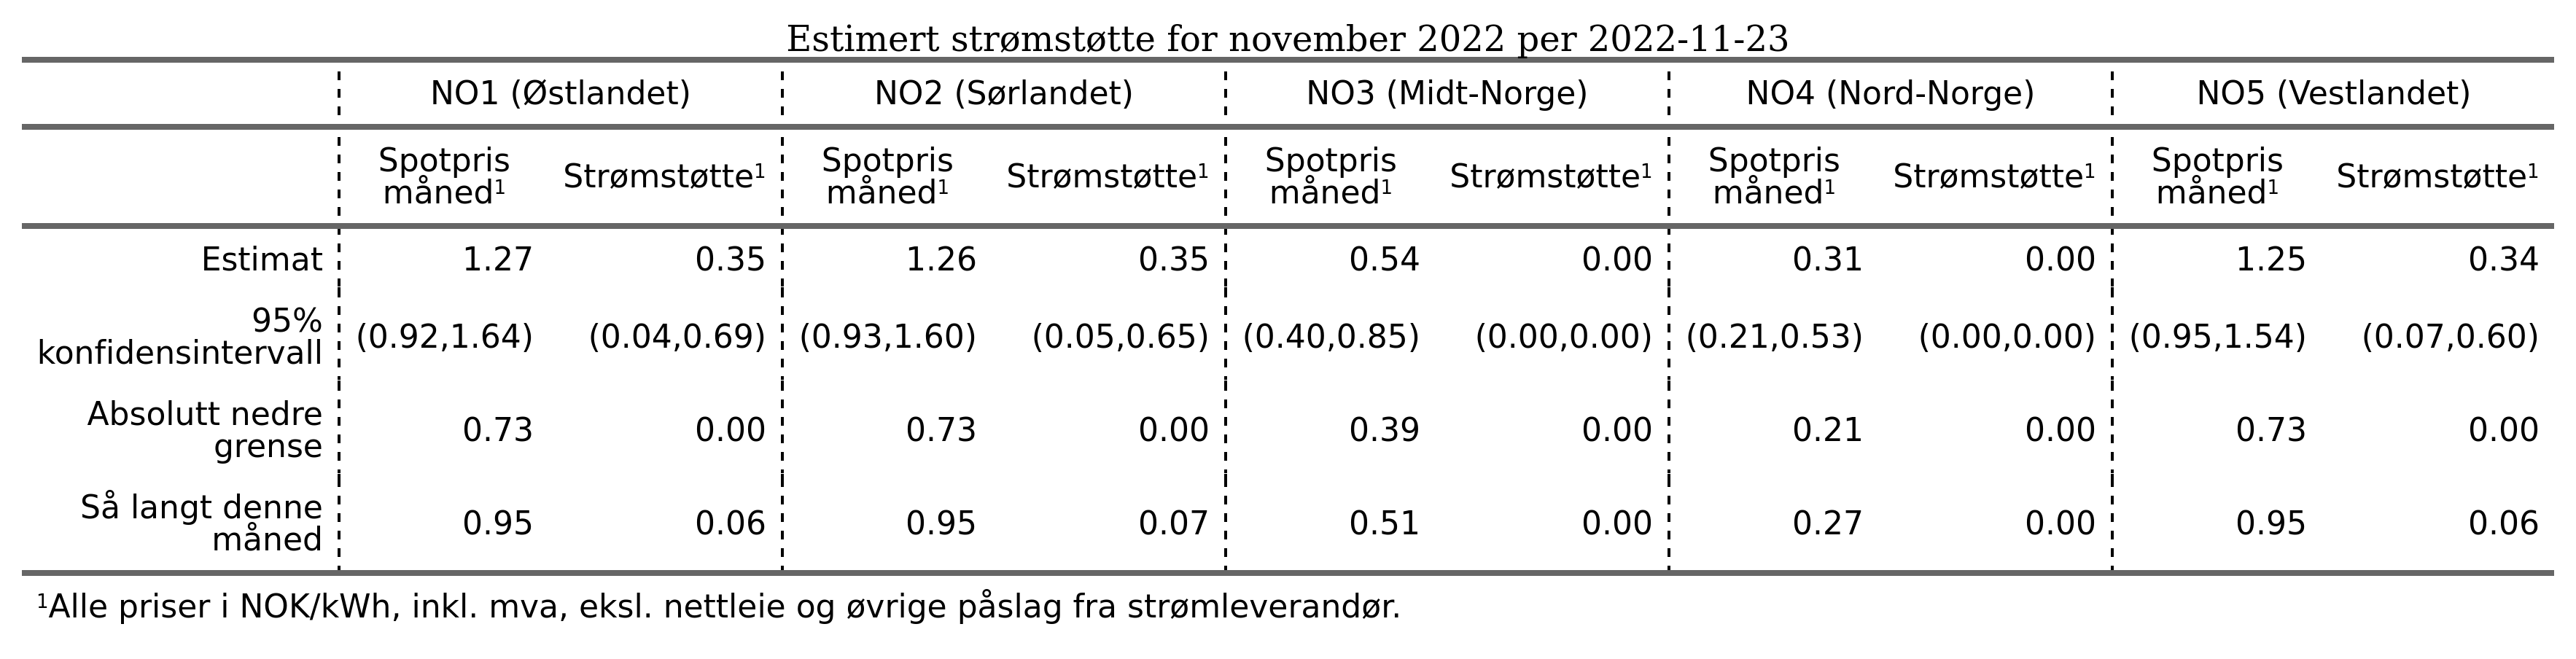 Estimert strømstøtte for november 2022 per 2022-11-23
NO1 (Østlandet) NO2 (Sørlandet) NO3 (Midt-Norge) NO4 (Nord-Norge) NO5 (Vestlandet)
Spotpris måned¹ Strømstøtte¹ Spotpris måned¹ Strømstøtte¹ Spotpris måned¹ Strømstøtte¹ Spotpris måned¹ Strømstøtte¹ Spotpris måned¹ Strømstøtte¹
Estimat 1.27 0.35 1.26 0.35 0.54 0.00 0.31 0.00 1.25 0.34
95% konfidensintervall (0.92,1.64) (0.04,0.69) (0.93,1.60) (0.05,0.65) (0.40,0.85) (0.00,0.00) (0.21,0.53) (0.00,0.00) (0.95,1.54) (0.07,0.60)
Absolutt nedre grense 0.73 0.00 0.73 0.00 0.39 0.00 0.21 0.00 0.73 0.00
Så langt denne måned 0.95 0.06 0.95 0.07 0.51 0.00 0.27 0.00 0.95 0.06
¹Alle priser i NOK/kWh, inkl. mva, eksl. nettleie og øvrige påslag fra strømleverandør.